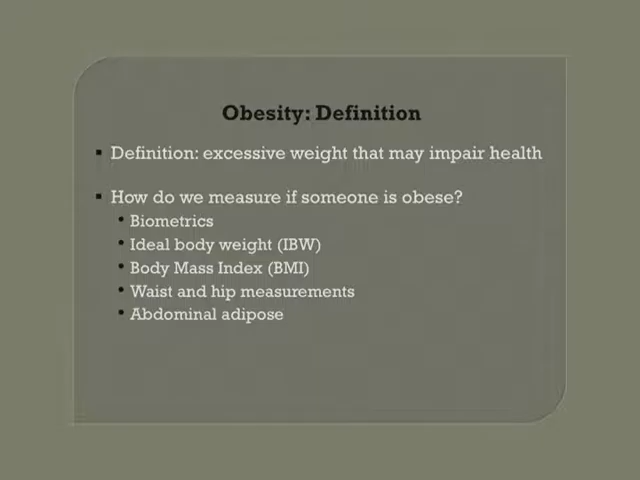 Obesity: Definition
▪ Definition: excessive weight that may impair health
▪ How do we measure if someone is obese?
• Biometrics
• Ideal body weight (IBW)
• Body Mass Index (BMI)
• Waist and hip measurements
• Abdominal adipose